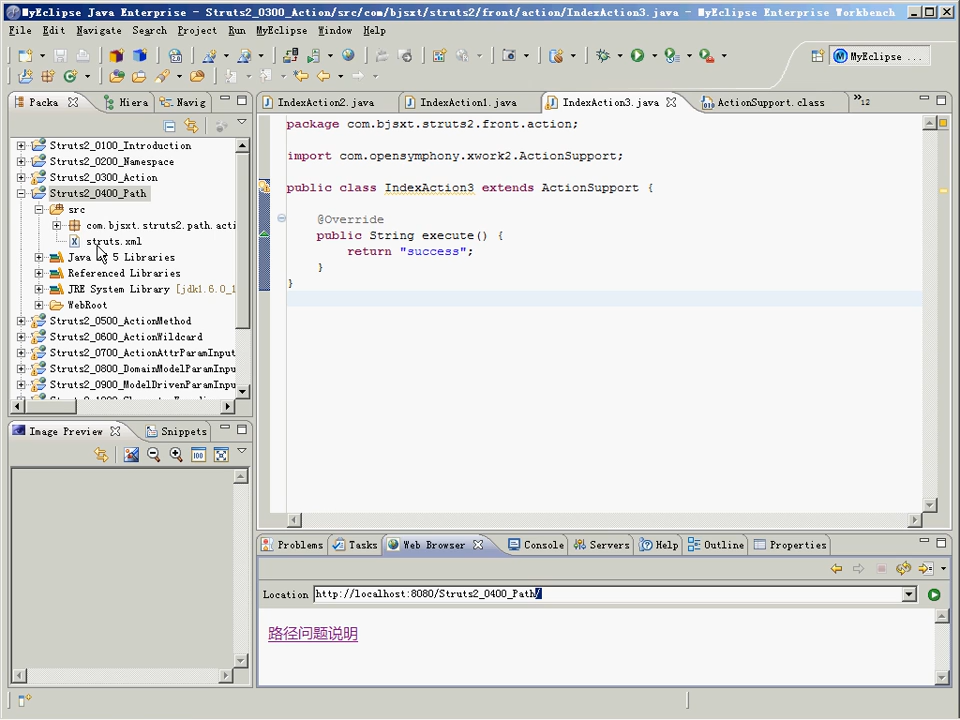 MyEclipse Java Enterprise - Struts2_0300_Action/src/com/bjsxt/struts2/front/action/IndexAction3.java - MyEclipse Enterprise Workbench
File Edit Navigate Search Project Run MyEclipse Window Help
MyEclipse ...
Packa Hiera Navig
IndexAction2.java IndexAction1.java IndexAction3.java ActionSupport.class »12
Struts2_0100_Introduction
Struts2_0200_Namespace
Struts2_0300_Action
Struts2_0400_Path
src
com.bjsxt.struts2.path.acti
struts.xml
Java 5 Libraries
Referenced Libraries
JRE System Library [jdk1.6.0_1
WebRoot
Struts2_0500_ActionMethod
Struts2_0600_ActionWildcard
Struts2_0700_ActionAttrParamInput
Struts2_0800_DomainModelParamInpu
Struts2_0900_ModelDrivenParamInpu
package com.bjsxt.struts2.front.action;
import com.opensymphony.xwork2.ActionSupport;
public class IndexAction3 extends ActionSupport {
@Override
public String execute() {
return "success";
}
}
Image Preview Snippets
100
Problems Tasks Web Browser Console Servers Help Outline Properties
Location http://localhost:8080/Struts2_0400_Path/
路径问题说明